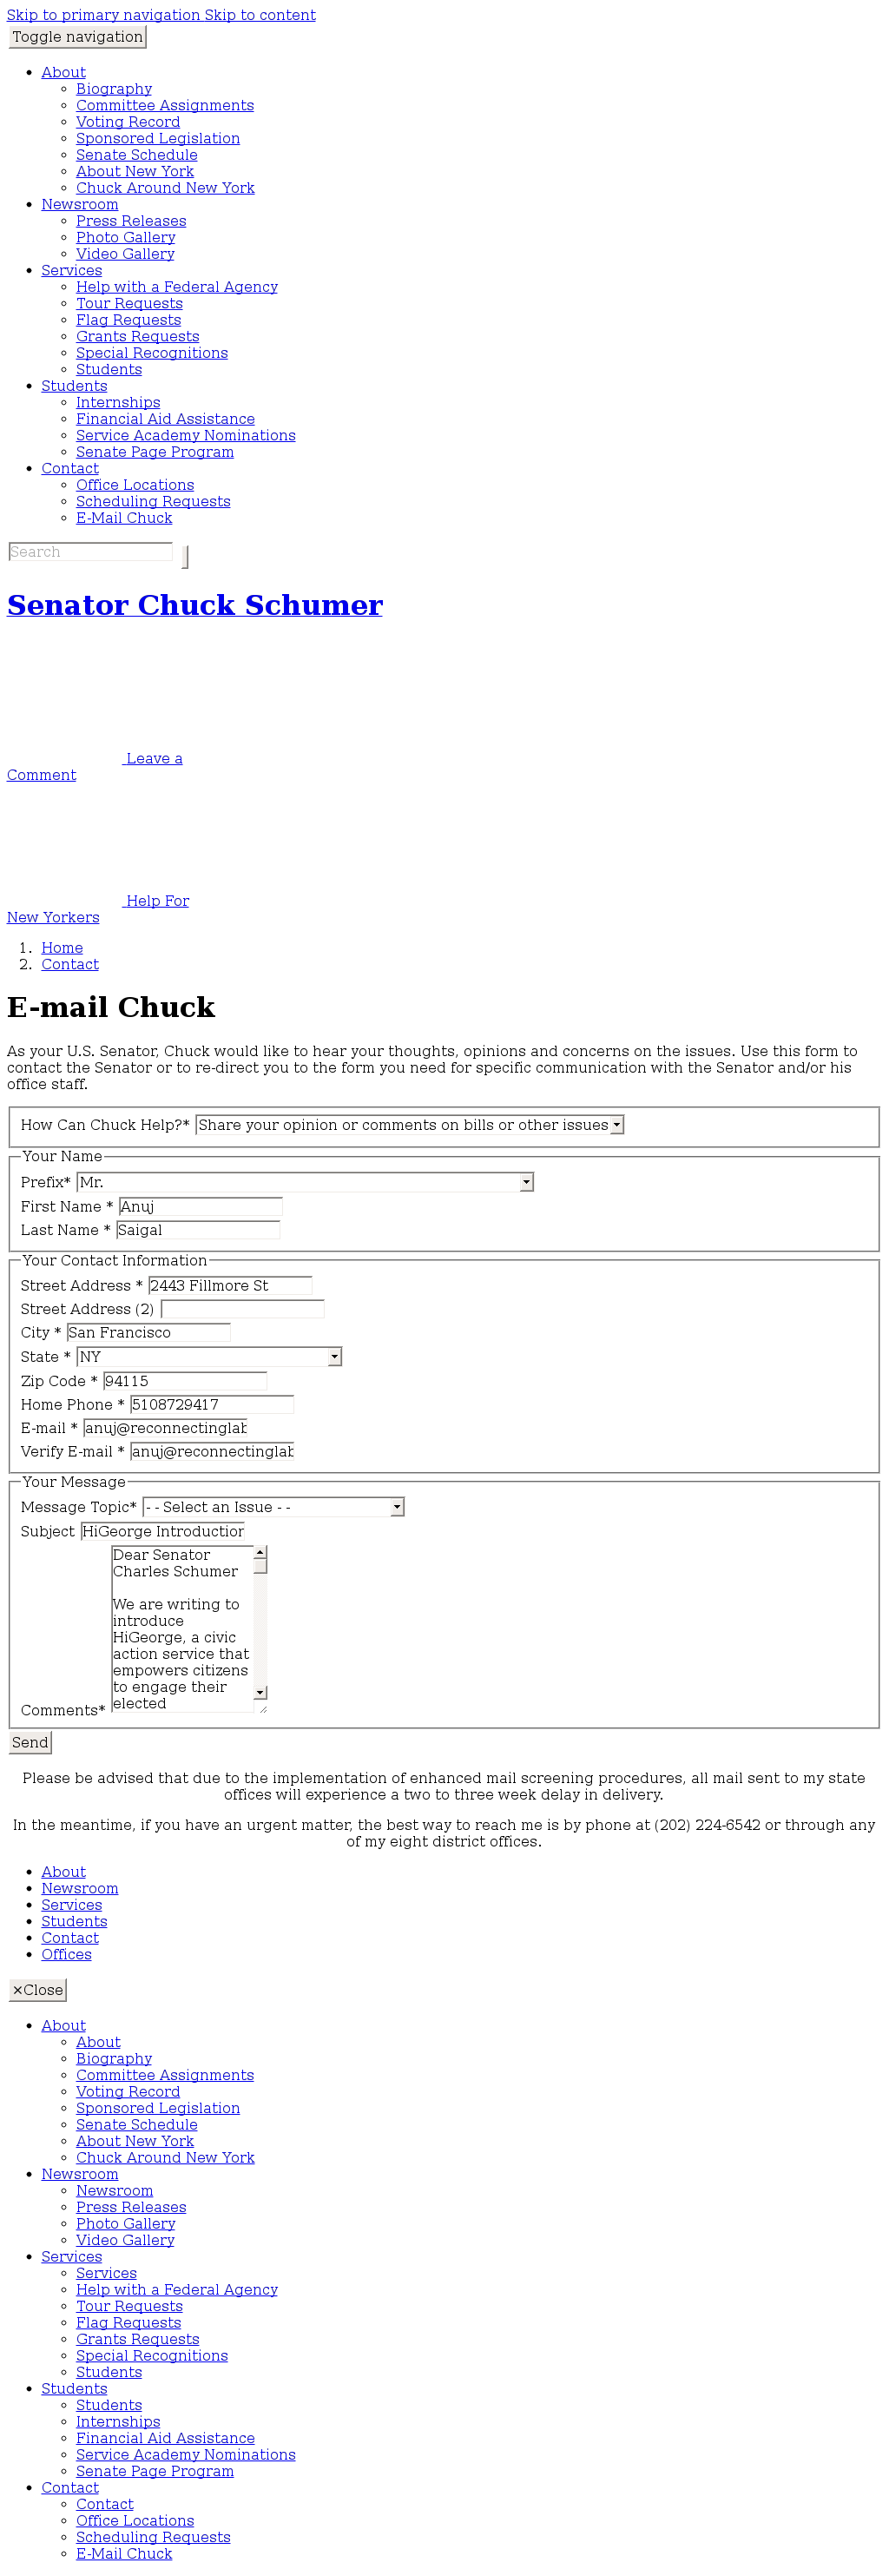 Skip to primary navigation Skip to content
Toggle navigation
About
Biography
Committee Assignments
Voting Record
Sponsored Legislation
Senate Schedule
About New York
Chuck Around New York
Newsroom
Press Releases
Photo Gallery
Video Gallery
Services
Help with a Federal Agency
Tour Requests
Flag Requests
Grants Requests
Special Recognitions
Students
Students
Internships
Financial Aid Assistance
Service Academy Nominations
Senate Page Program
Contact
Office Locations
Scheduling Requests
E-Mail Chuck
Search
Senator Chuck Schumer
Leave a
Comment
Help For
New Yorkers
1. Home
2. Contact
E-mail Chuck
As your U.S. Senator, Chuck would like to hear your thoughts, opinions and concerns on the issues. Use this form to
contact the Senator or to re-direct you to the form you need for specific communication with the Senator and/or his
office staff.
How Can Chuck Help?* Share your opinion or comments on bills or other issues
Your Name
Prefix* Mr.
First Name * Anuj
Last Name * Saigal
Your Contact Information
Street Address * 2443 Fillmore St
Street Address (2)
City * San Francisco
State * NY
Zip Code * 94115
Home Phone * 5108729417
E-mail * anuj@reconnectinglab
Verify E-mail * anuj@reconnectinglab
Your Message
Message Topic* - - Select an Issue - -
Subject HiGeorge Introduction
Dear Senator
Charles Schumer
We are writing to
introduce
HiGeorge, a civic
action service that
empowers citizens
to engage their
elected
Comments*
Send
Please be advised that due to the implementation of enhanced mail screening procedures, all mail sent to my state
offices will experience a two to three week delay in delivery.
In the meantime, if you have an urgent matter, the best way to reach me is by phone at (202) 224-6542 or through any
of my eight district offices.
About
Newsroom
Services
Students
Contact
Offices
×Close
About
About
Biography
Committee Assignments
Voting Record
Sponsored Legislation
Senate Schedule
About New York
Chuck Around New York
Newsroom
Newsroom
Press Releases
Photo Gallery
Video Gallery
Services
Services
Help with a Federal Agency
Tour Requests
Flag Requests
Grants Requests
Special Recognitions
Students
Students
Students
Internships
Financial Aid Assistance
Service Academy Nominations
Senate Page Program
Contact
Contact
Office Locations
Scheduling Requests
E-Mail Chuck